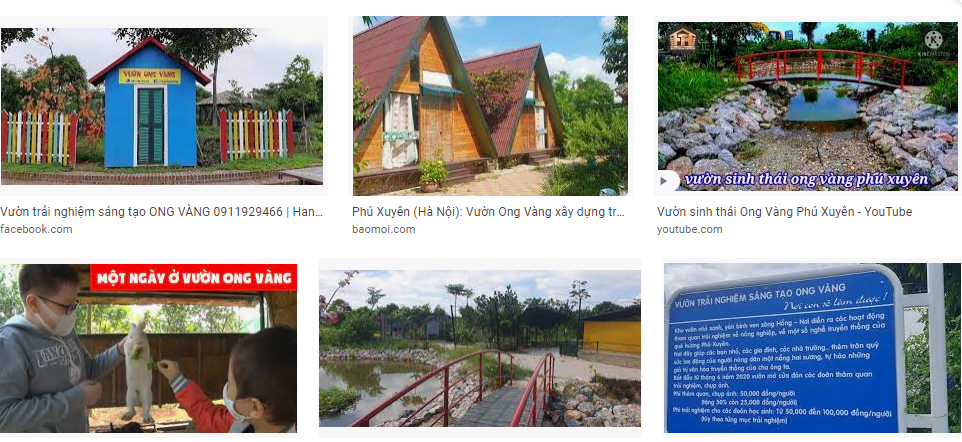 VƯỜN ONG VÀNG
KINEMASTER
vườn sinh thái ong vàng phú xuyên
Vườn trải nghiệm sáng tạo ONG VÀNG 0911929466 | Han...
facebook.com
Phú Xuyên (Hà Nội): Vườn Ong Vàng xây dựng tr...
baomoi.com
Vườn sinh thái Ong Vàng Phú Xuyên - YouTube
youtube.com
MỘT NGÀY Ở VƯỜN ONG VÀNG
VƯỜN TRẢI NGHIỆM SÁNG TẠO ONG VÀNG
Nơi con sẽ làm được !
Khu vườn nhỏ xanh, yên bình ven sông Hồng - Nơi diễn ra các hoạt động
tham quan trải nghiệm về nông nghiệp, về một số nghề truyền thống của
quê hương Phú Xuyên.
Nơi đây giúp các bạn nhỏ, các gia đình, các nhà trường.. thêm trân quý
sức lao động của người nông dân một nắng hai sương, tự hào những
giá trị văn hóa truyền thống của cha ông ta.
Bắt đầu từ tháng 6 năm 2020 vườn mở cửa đón các đoàn thăm quan
trải nghiệm, chụp ảnh.
Phí thăm quan, chụp ảnh: 50,000 đồng/người
(Giảng 50% còn 25,000 đồng/người)
Phí trải nghiệm cho các đoàn học sinh: Từ 50,000 đến 100,000 đồng/người
(tùy theo từng mục trải nghiệm)